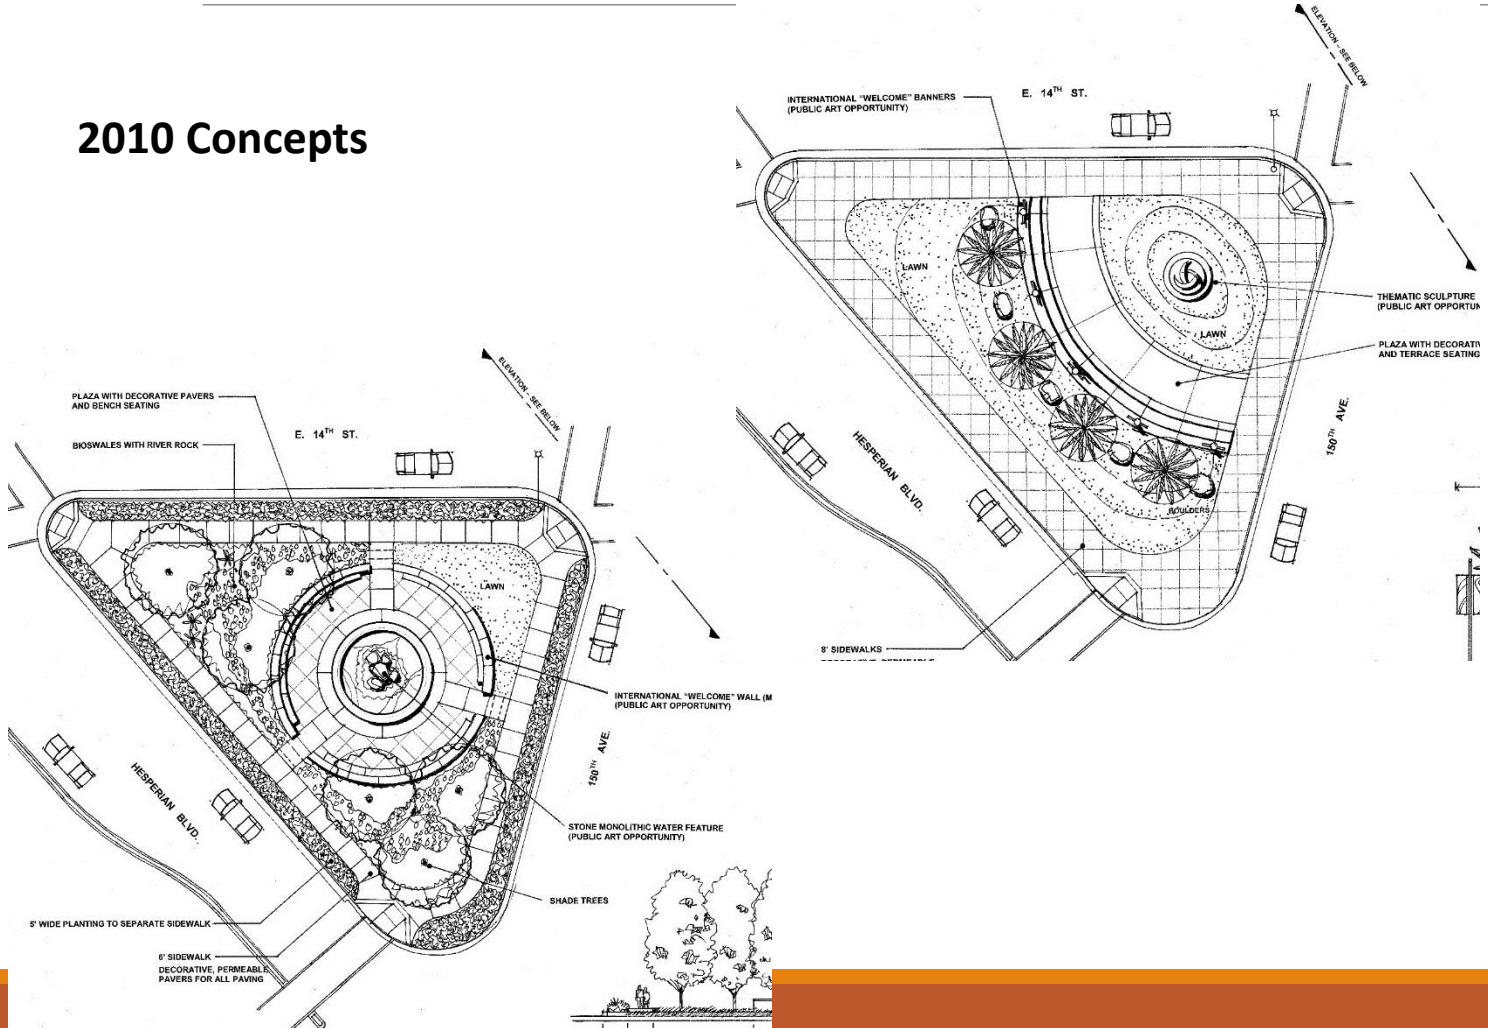 2010 Concepts
ELEVATION - SEE BELOW
INTERNATIONAL "WELCOME" BANNERS
(PUBLIC ART OPPORTUNITY)
E. 14TH ST.
LAWN
THEMATIC SCULPTURE
(PUBLIC ART OPPORTUN
LAWN
PLAZA WITH DECORATIV
AND TERRACE SEATING
150TH AVE.
HESPERIAN BLVD.
BOULDERS
8' SIDEWALKS
ELEVATION - SEE BELOW
PLAZA WITH DECORATIVE PAVERS
AND BENCH SEATING
E. 14TH ST.
BIOSWALES WITH RIVER ROCK
LAWN
INTERNATIONAL "WELCOME" WALL (M
(PUBLIC ART OPPORTUNITY)
150TH AVE.
HESPERIAN BLVD.
STONE MONOLITHIC WATER FEATURE
(PUBLIC ART OPPORTUNITY)
SHADE TREES
5' WIDE PLANTING TO SEPARATE SIDEWALK
6' SIDEWALK
DECORATIVE, PERMEABLE
PAVERS FOR ALL PAVING